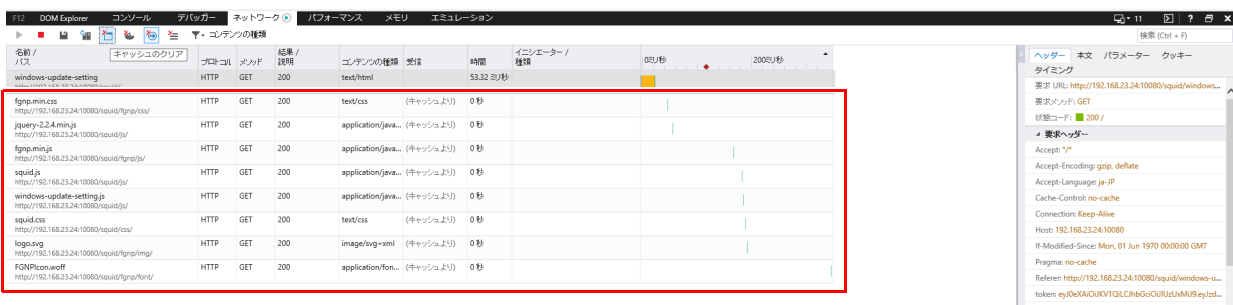 F12 DOM Explorer コンソール デバッガー ネットワーク パフォーマンス メモリ エミュレーション 11 ?
コンテンツの種類 検索 (Ctrl + F)
キャッシュのクリア
名前 / パス プロトコル メソッド 結果 / 説明 コンテンツの種類 受信 時間 イニシエーター / 種類 0ミリ秒 200ミリ秒
windows-update-setting HTTP GET 200 text/html 53.32 ミリ秒
fgnp.min.css HTTP GET 200 text/css (キャッシュより) 0 秒
http://192.168.23.24:10080/squid/fgnp/css/
jquery-2.2.4.min.js HTTP GET 200 application/java... (キャッシュより) 0 秒
http://192.168.23.24:10080/squid/js/
fgnp.min.js HTTP GET 200 application/java... (キャッシュより) 0 秒
http://192.168.23.24:10080/squid/fgnp/js/
squid.js HTTP GET 200 application/java... (キャッシュより) 0 秒
http://192.168.23.24:10080/squid/js/
windows-update-setting.js HTTP GET 200 application/java... (キャッシュより) 0 秒
http://192.168.23.24:10080/squid/js/
squid.css HTTP GET 200 text/css (キャッシュより) 0 秒
http://192.168.23.24:10080/squid/css/
logo.svg HTTP GET 200 image/svg+xml (キャッシュより) 0 秒
http://192.168.23.24:10080/squid/fgnp/img/
FGNPIcon.woff HTTP GET 200 application/fon... (キャッシュより) 0 秒
http://192.168.23.24:10080/squid/fgnp/font/
ヘッダー 本文 パラメーター クッキー
タイミング
要求 URL: http://192.168.23.24:10080/squid/windows...
要求メソッド: GET
状態コード: 200 /
要求ヘッダー
Accept: */*
Accept-Encoding: gzip, deflate
Accept-Language: ja-JP
Cache-Control: no-cache
Connection: Keep-Alive
Host: 192.168.23.24:10080
If-Modified-Since: Mon, 01 Jun 1970 00:00:00 GMT
Pragma: no-cache
Referer: http://192.168.23.24:10080/squid/windows-u...
token: eyJ0eXAiOiJKV1QiLCJhbGciOiJIUzUxMiJ9.eyJzd...